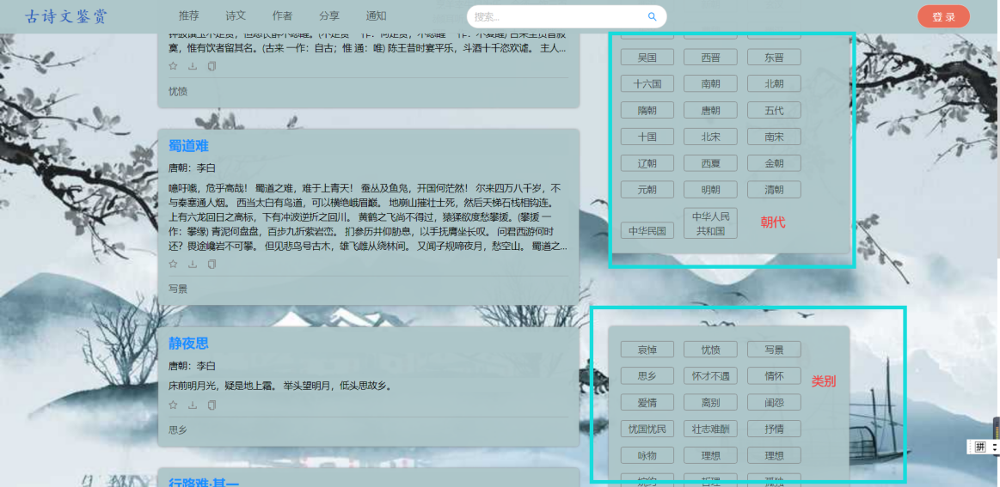 古诗文鉴赏
推荐 诗文 作者 分享 通知
搜索...
登 录
寞，惟有饮者留其名。(古来 一作：自古；惟 通：唯) 陈王昔时宴平乐，斗酒十千恣欢谑。 主人...
忧愤
蜀道难
唐朝：李白
噫吁嚱，危乎高哉！ 蜀道之难，难于上青天！ 蚕丛及鱼凫，开国何茫然！ 尔来四万八千岁，不
与秦塞通人烟。 西当太白有鸟道，可以横绝峨眉巅。 地崩山摧壮士死，然后天梯石栈相钩连。
上有六龙回日之高标，下有冲波逆折之回川。 黄鹤之飞尚不得过，猿猱欲度愁攀援。(攀援 一
作：攀缘) 青泥何盘盘，百步九折萦岩峦。 扪参历井仰胁息，以手抚膺坐长叹。 问君西游何时
还？畏途巉岩不可攀。 但见悲鸟号古木，雄飞雌从绕林间。 又闻子规啼夜月，愁空山。 蜀道之...
写景
静夜思
唐朝：李白
床前明月光，疑是地上霜。 举头望明月，低头思故乡。
思乡
行路难·其一
吴国 西晋 东晋
十六国 南朝 北朝
隋朝 唐朝 五代
十国 北宋 南宋
辽朝 西夏 金朝
元朝 明朝 清朝
中华民国 中华人民
共和国
朝代
哀悼 忧愤 写景
思乡 怀才不遇 情怀
类别
爱情 离别 闺怨
忧国忧民 壮志难酬 抒情
咏物 理想 理想
婉约 哲理 孤独
拼